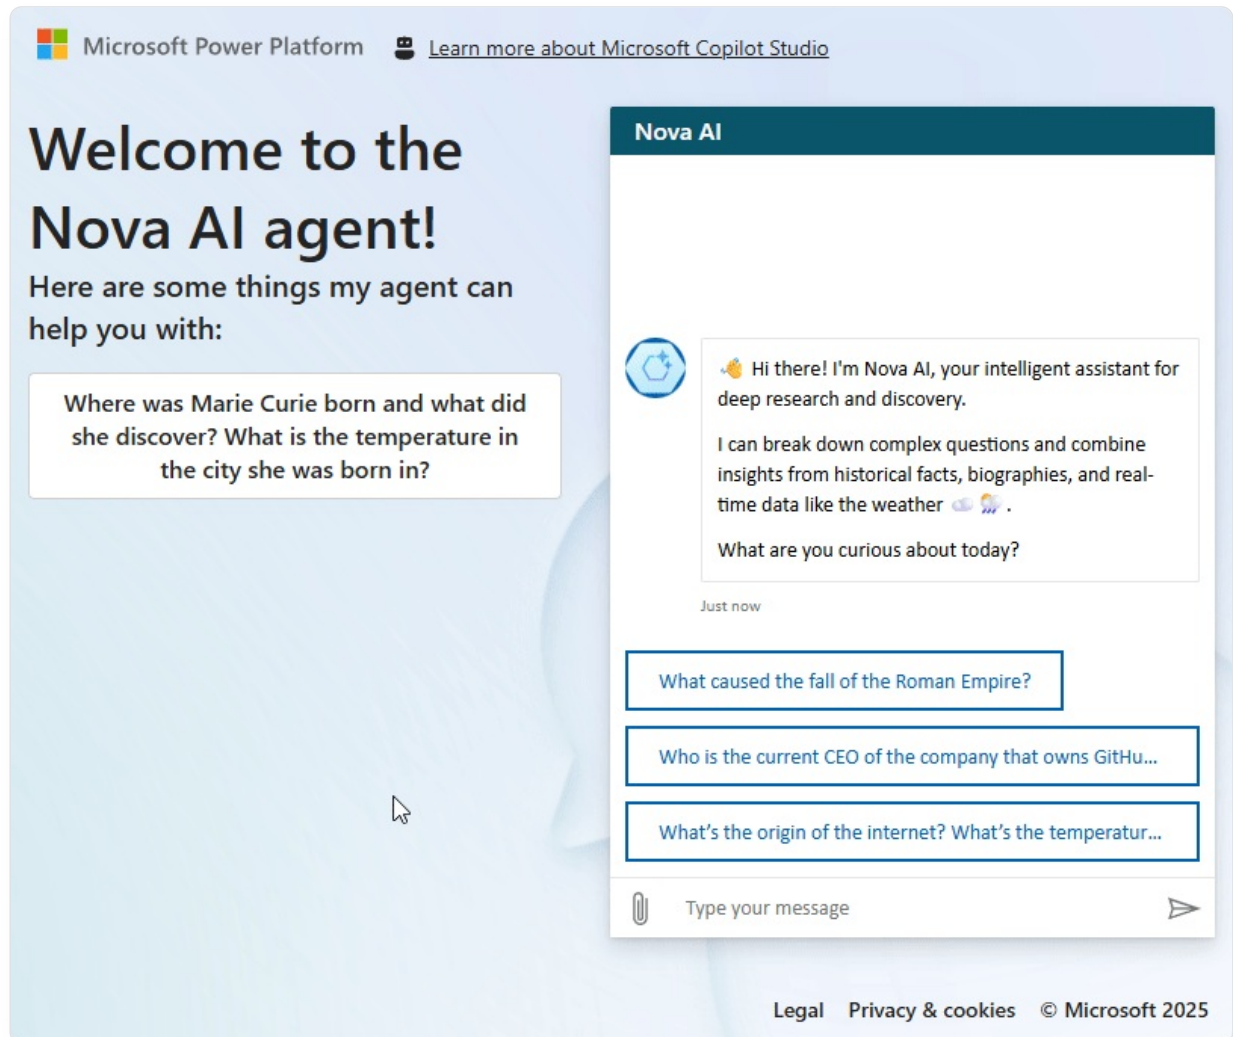 Microsoft Power Platform
Learn more about Microsoft Copilot Studio
Welcome to the
Nova AI agent!
Here are some things my agent can
help you with:
Where was Marie Curie born and what did
she discover? What is the temperature in
the city she was born in?
Nova AI
Hi there! I'm Nova AI, your intelligent assistant for
deep research and discovery.
I can break down complex questions and combine
insights from historical facts, biographies, and real-
time data like the weather .
What are you curious about today?
Just now
What caused the fall of the Roman Empire?
Who is the current CEO of the company that owns GitHu...
What’s the origin of the internet? What’s the temperatur...
Type your message
Legal Privacy & cookies © Microsoft 2025